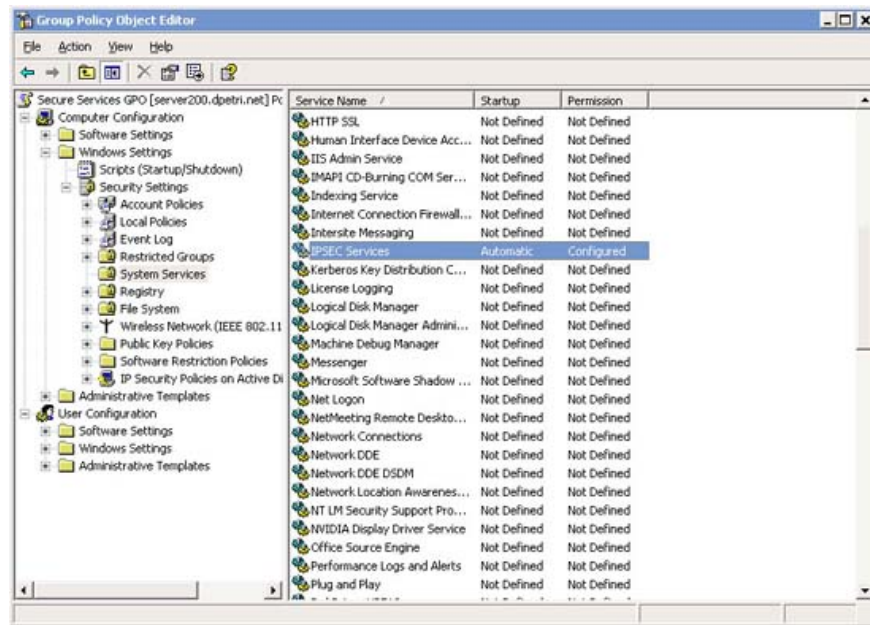 Group Policy Object Editor
File Action View Help
Secure Services GPO [server200.dpetri.net] Pc
Computer Configuration
Software Settings
Windows Settings
Scripts (Startup/Shutdown)
Security Settings
Account Policies
Local Policies
Event Log
Restricted Groups
System Services
Registry
File System
Wireless Network (IEEE 802.11
Public Key Policies
Software Restriction Policies
IP Security Policies on Active Di
Administrative Templates
User Configuration
Software Settings
Windows Settings
Administrative Templates
Service Name Startup Permission
HTTP SSL Not Defined Not Defined
Human Interface Device Acc... Not Defined Not Defined
IIS Admin Service Not Defined Not Defined
IMAPI CD-Burning COM Ser... Not Defined Not Defined
Indexing Service Not Defined Not Defined
Internet Connection Firewall... Not Defined Not Defined
Intersite Messaging Not Defined Not Defined
IPSEC Services Automatic Configured
Kerberos Key Distribution C... Not Defined Not Defined
License Logging Not Defined Not Defined
Logical Disk Manager Not Defined Not Defined
Logical Disk Manager Admini... Not Defined Not Defined
Machine Debug Manager Not Defined Not Defined
Messenger Not Defined Not Defined
Microsoft Software Shadow ... Not Defined Not Defined
Net Logon Not Defined Not Defined
NetMeeting Remote Deskto... Not Defined Not Defined
Network Connections Not Defined Not Defined
Network DDE Not Defined Not Defined
Network DDE DSDM Not Defined Not Defined
Network Location Awarenes... Not Defined Not Defined
NT LM Security Support Pro... Not Defined Not Defined
NVIDIA Display Driver Service Not Defined Not Defined
Office Source Engine Not Defined Not Defined
Performance Logs and Alerts Not Defined Not Defined
Plug and Play Not Defined Not Defined